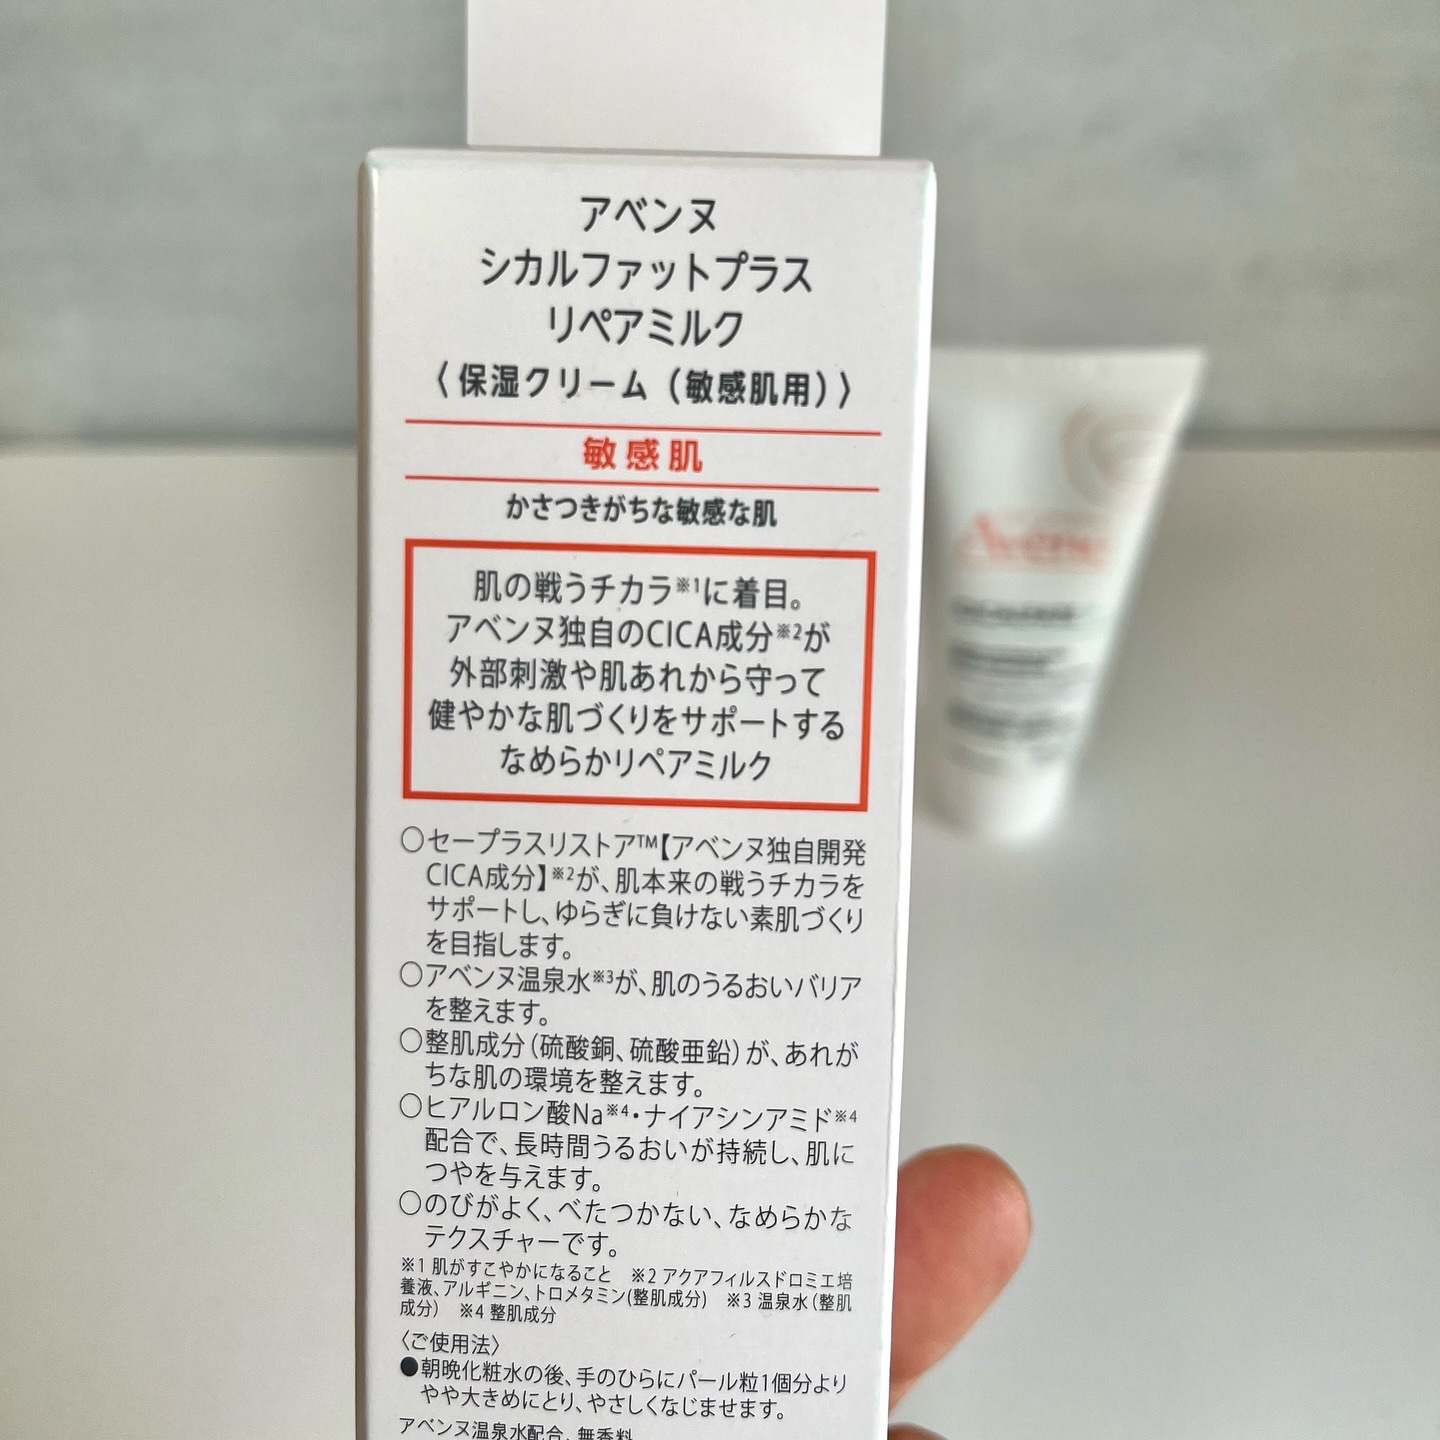 アベンヌ
シカルファットプラス
リペアミルク
〈保湿クリーム（敏感肌用）〉
敏感肌
かさつきがちな敏感な肌
肌の戦うチカラ※1に着目。
アベンヌ独自のCICA成分※2が
外部刺激や肌あれから守って
健やかな肌づくりをサポートする
なめらかリペアミルク
○セープラスリストア™【アベンヌ独自開発
CICA成分】※2が、肌本来の戦うチカラを
サポートし、ゆらぎに負けない素肌づくり
を目指します。
○アベンヌ温泉水※3が、肌のうるおいバリア
を整えます。
○整肌成分（硫酸銅、硫酸亜鉛）が、あれが
ちな肌の環境を整えます。
○ヒアルロン酸Na※4・ナイアシンアミド※4
配合で、長時間うるおいが持続し、肌に
つやを与えます。
○のびがよく、べたつかない、なめらかな
テクスチャーです。
※1 肌がすこやかになること　※2 アクアフィルスドロミエ培
養液、アルギニン、トロメタミン(整肌成分)　※3 温泉水（整肌
成分）　※4 整肌成分
〈ご使用法〉
●朝晩化粧水の後、手のひらにパール粒1個分より
やや大きめにとり、やさしくなじませます。
アベンヌ温泉水配合、無香料
Avène